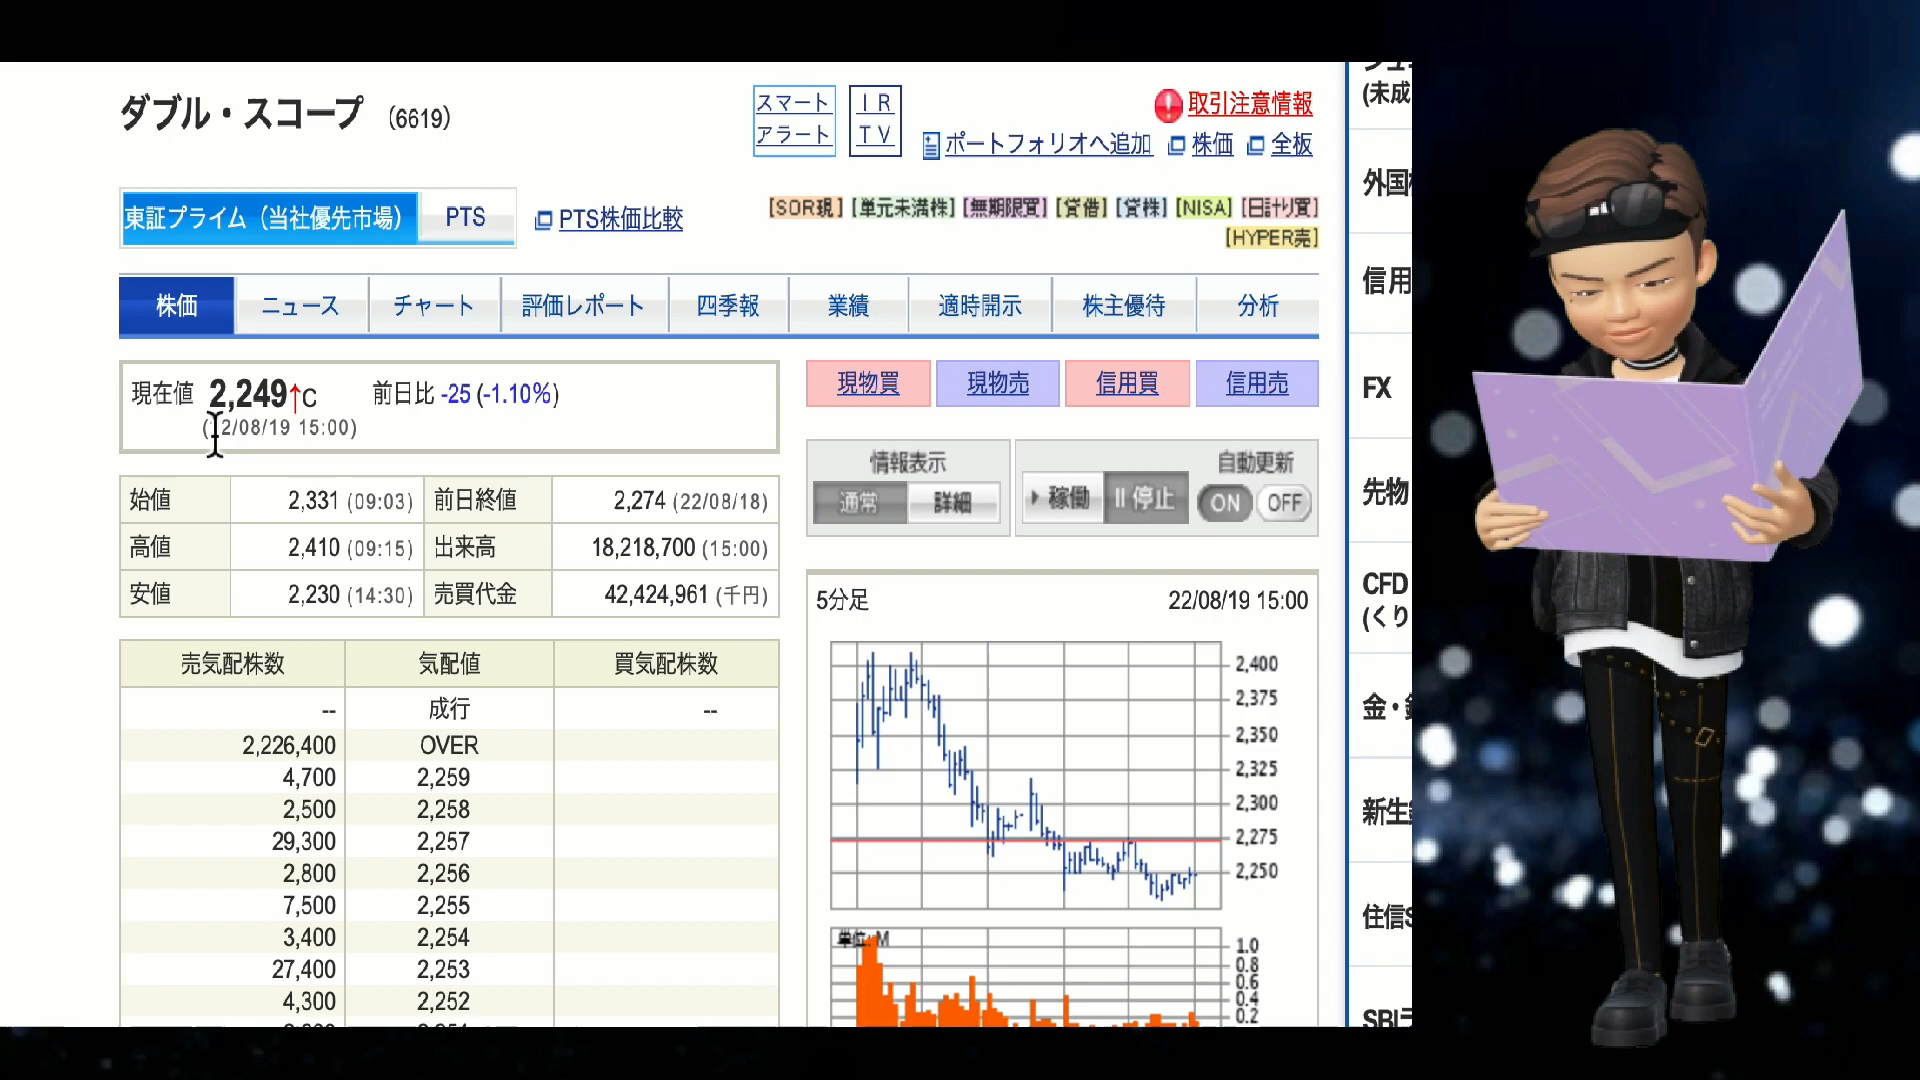 ダブル・スコープ (6619)
スマート
アラート
IR
TV
取引注意情報
ポートフォリオへ追加 株価 全板
東証プライム（当社優先市場） PTS PTS株価比較
[SOR現] [単元未満株] [無期限買] [貸借] [貸株] [NISA] [日計り買]
[HYPER売]
株価 ニュース チャート 評価レポート 四季報 業績 適時開示 株主優待 分析
現在値 2,249↑C 前日比 -25 (-1.10%)
2/08/19 15:00)
現物買 現物売 信用買 信用売
情報表示 自動更新
通常 詳細 稼働 停止 ON OFF
始値 2,331 (09:03) 前日終値 2,274 (22/08/18)
高値 2,410 (09:15) 出来高 18,218,700 (15:00)
安値 2,230 (14:30) 売買代金 42,424,961 (千円)
売気配株数 気配値 買気配株数
-- 成行 --
2,226,400 OVER
4,700 2,259
2,500 2,258
29,300 2,257
2,800 2,256
7,500 2,255
3,400 2,254
27,400 2,253
4,300 2,252
5分足 22/08/19 15:00
2,400
2,375
2,350
2,325
2,300
2,275
2,250
単位:M
1.0
0.8
0.6
0.4
0.2
(未成
外国
信用
FX
先物
CFD
(くり
金・
新生
住信S
SBI